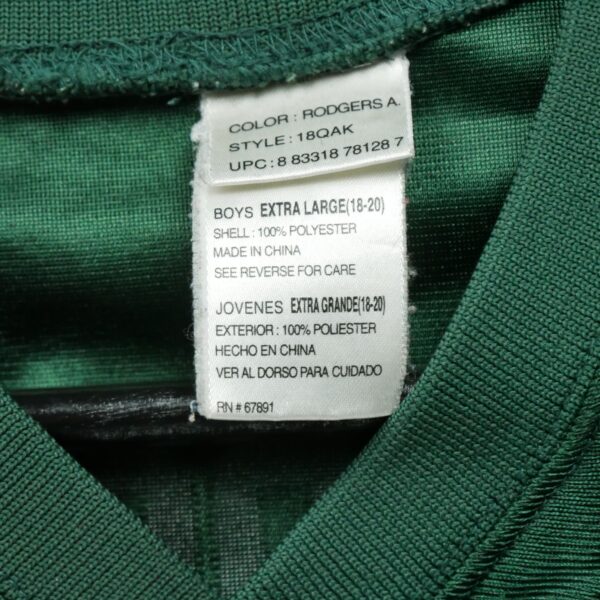 COLOR : RODGERS A.
STYLE : 18QAK
UPC : 8 83318 78128 7
BOYS EXTRA LARGE(18-20)
SHELL : 100% POLYESTER
MADE IN CHINA
SEE REVERSE FOR CARE
JOVENES EXTRA GRANDE(18-20)
EXTERIOR : 100% POLIESTER
HECHO EN CHINA
VER AL DORSO PARA CUIDADO
RN # 67891